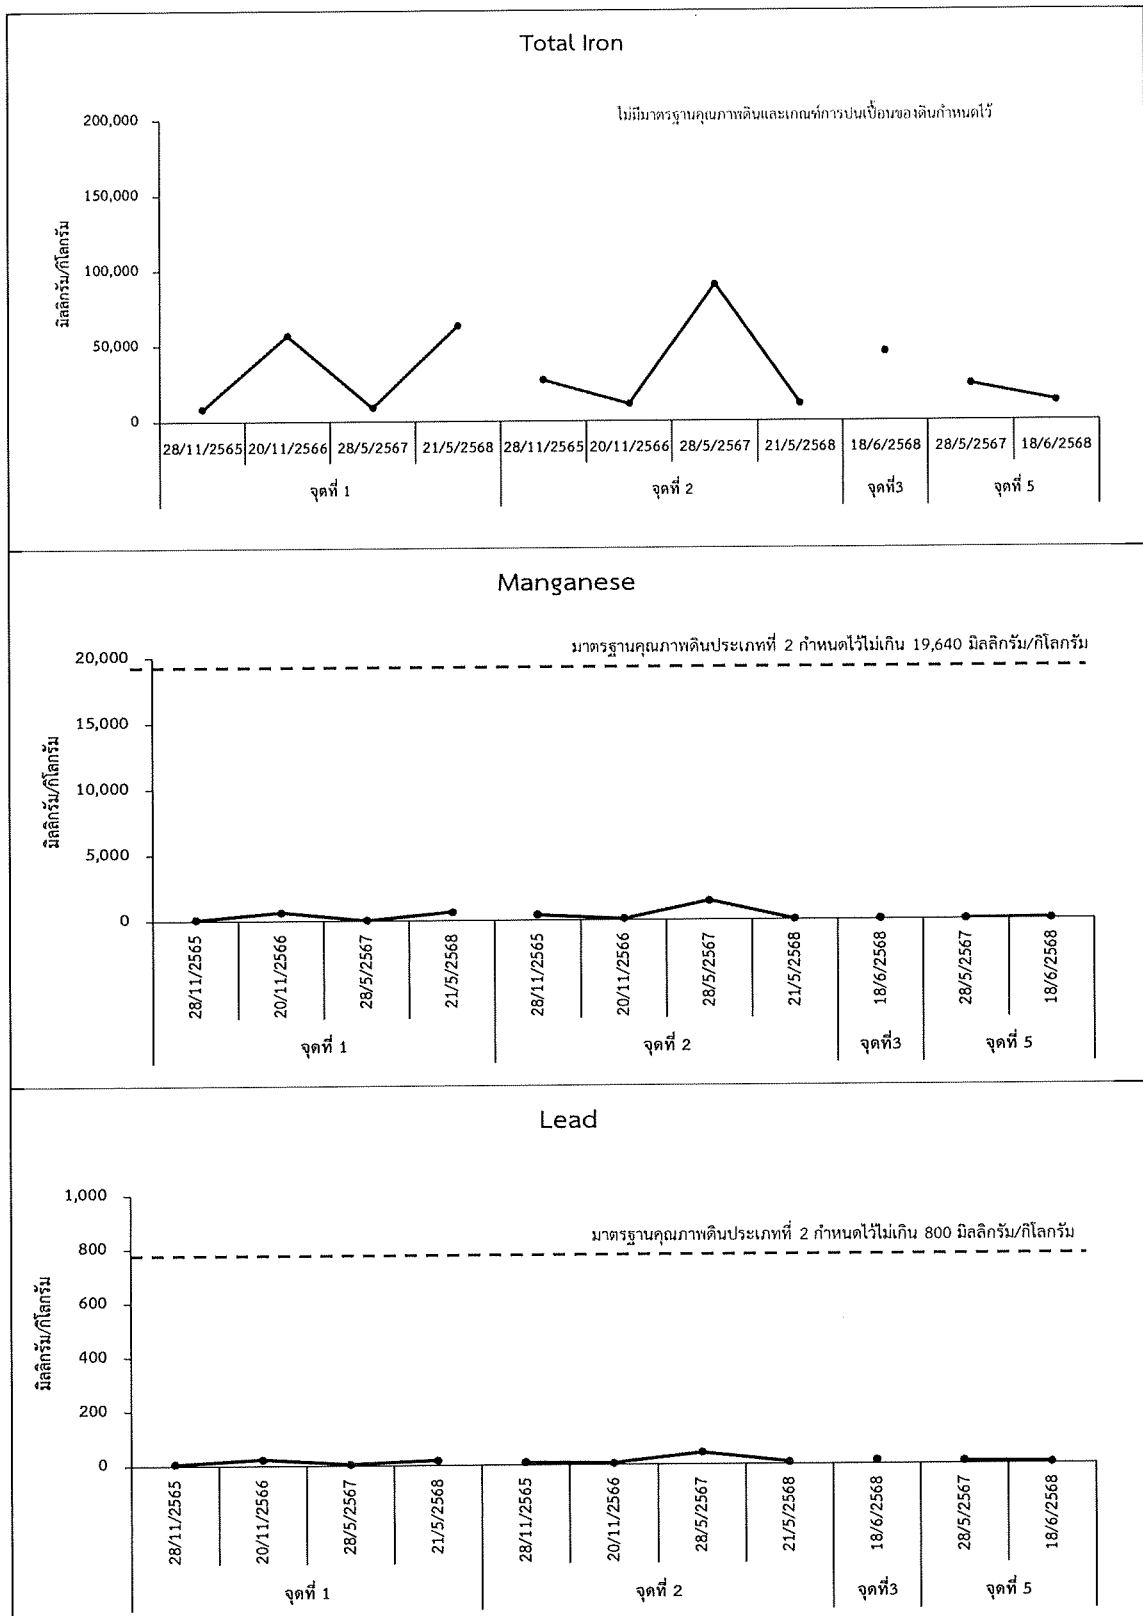 Total Iron
ไม่มีมาตรฐานคุณภาพดินและเกณฑ์การปนเปื้อนของดินกำหนดไว้
200,000
150,000
100,000
50,000
0
มิลลิกรัม/กิโลกรัม
28/11/2565 20/11/2566 28/5/2567 21/5/2568 28/11/2565 20/11/2566 28/5/2567 21/5/2568 18/6/2568 28/5/2567 18/6/2568
จุดที่ 1 จุดที่ 2 จุดที่3 จุดที่ 5
Manganese
มาตรฐานคุณภาพดินประเภทที่ 2 กำหนดไว้ไม่เกิน 19,640 มิลลิกรัม/กิโลกรัม
20,000
15,000
10,000
5,000
0
มิลลิกรัม/กิโลกรัม
28/11/2565 20/11/2566 28/5/2567 21/5/2568 28/11/2565 20/11/2566 28/5/2567 21/5/2568 18/6/2568 28/5/2567 18/6/2568
จุดที่ 1 จุดที่ 2 จุดที่3 จุดที่ 5
Lead
มาตรฐานคุณภาพดินประเภทที่ 2 กำหนดไว้ไม่เกิน 800 มิลลิกรัม/กิโลกรัม
1,000
800
600
400
200
0
มิลลิกรัม/กิโลกรัม
28/11/2565 20/11/2566 28/5/2567 21/5/2568 28/11/2565 20/11/2566 28/5/2567 21/5/2568 18/6/2568 28/5/2567 18/6/2568
จุดที่ 1 จุดที่ 2 จุดที่3 จุดที่ 5